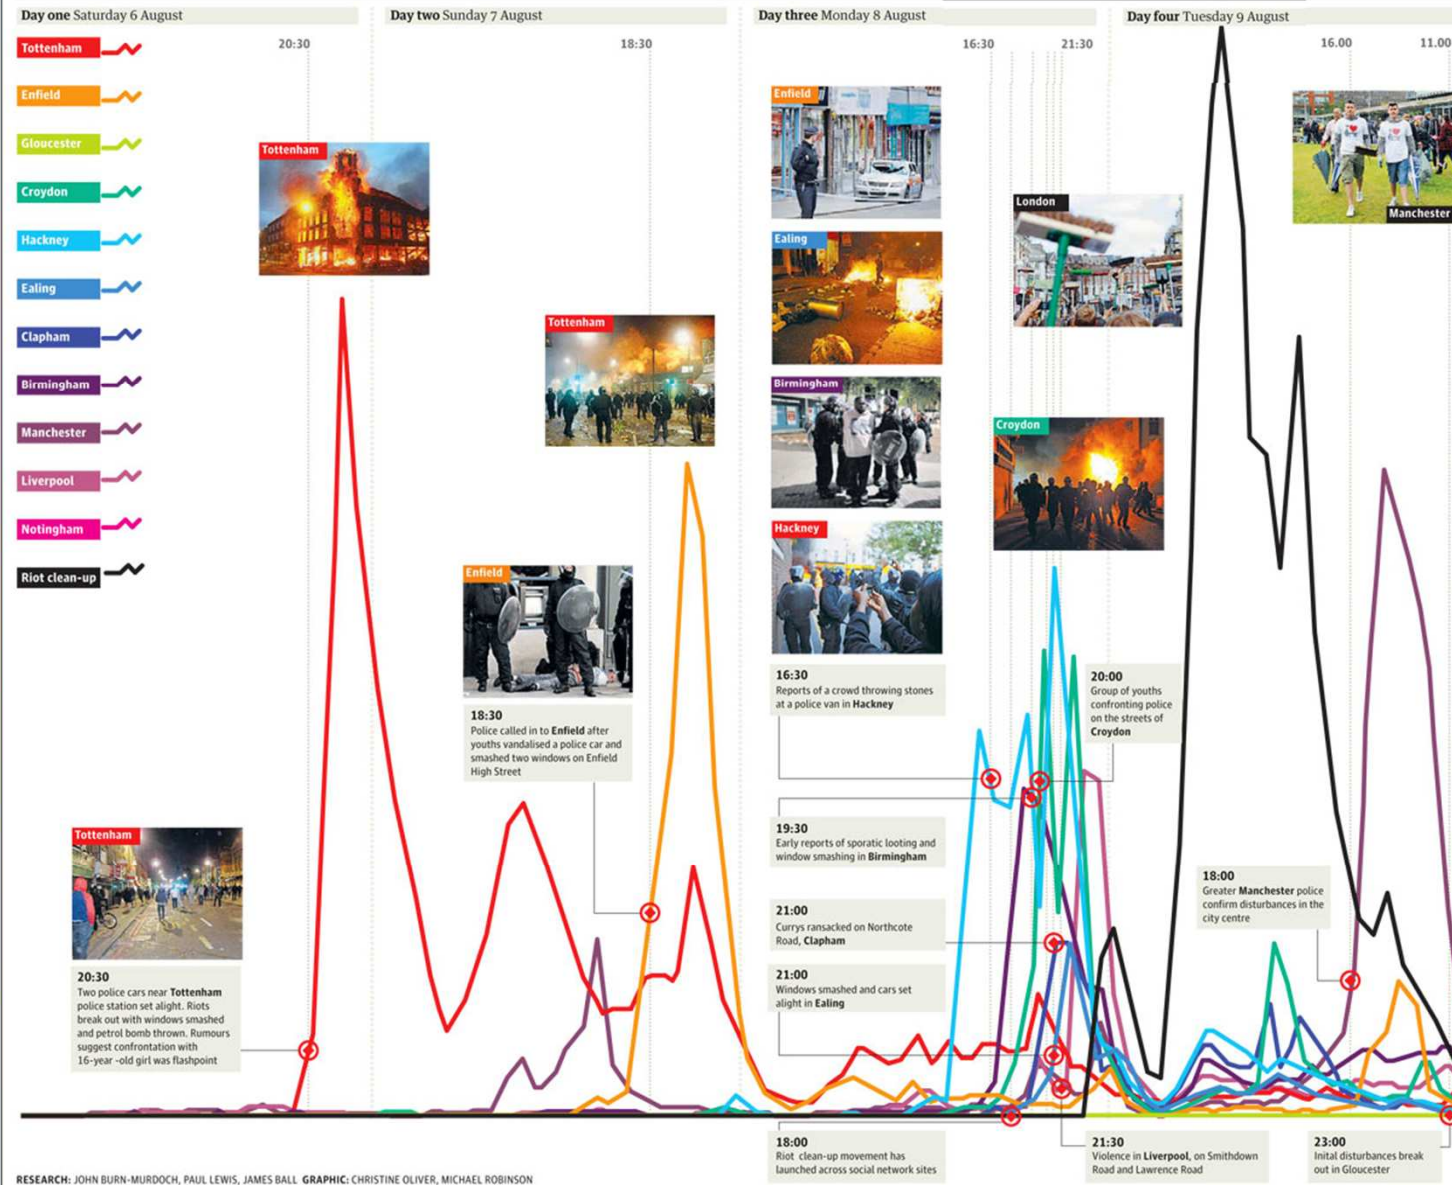 Day one Saturday 6 August
Day two Sunday 7 August
Day three Monday 8 August
Day four Tuesday 9 August
20:30
18:30
16:30
21:30
16.00
11.00
Tottenham
Enfield
Gloucester
Croydon
Hackney
Ealing
Clapham
Birmingham
Manchester
Liverpool
Notingham
Riot clean-up
Tottenham
Tottenham
Enfield
Tottenham
Enfield
Ealing
Birmingham
Hackney
London
Croydon
Manchester
20:30
Two police cars near Tottenham
police station set alight. Riots
break out with windows smashed
and petrol bomb thrown. Rumours
suggest confrontation with
16-year -old girl was flashpoint
18:30
Police called in to Enfield after
youths vandalised a police car and
smashed two windows on Enfield
High Street
16:30
Reports of a crowd throwing stones
at a police van in Hackney
19:30
Early reports of sporatic looting and
window smashing in Birmingham
21:00
Currys ransacked on Northcote
Road, Clapham
21:00
Windows smashed and cars set
alight in Ealing
18:00
Riot clean-up movement has
launched across social network sites
20:00
Group of youths
confronting police
on the streets of
Croydon
21:30
Violence in Liverpool, on Smithdown
Road and Lawrence Road
18:00
Greater Manchester police
confirm disturbances in the
city centre
23:00
Inital disturbances break
out in Gloucester
RESEARCH: JOHN BURN-MURDOCH, PAUL LEWIS, JAMES BALL GRAPHIC: CHRISTINE OLIVER, MICHAEL ROBINSON